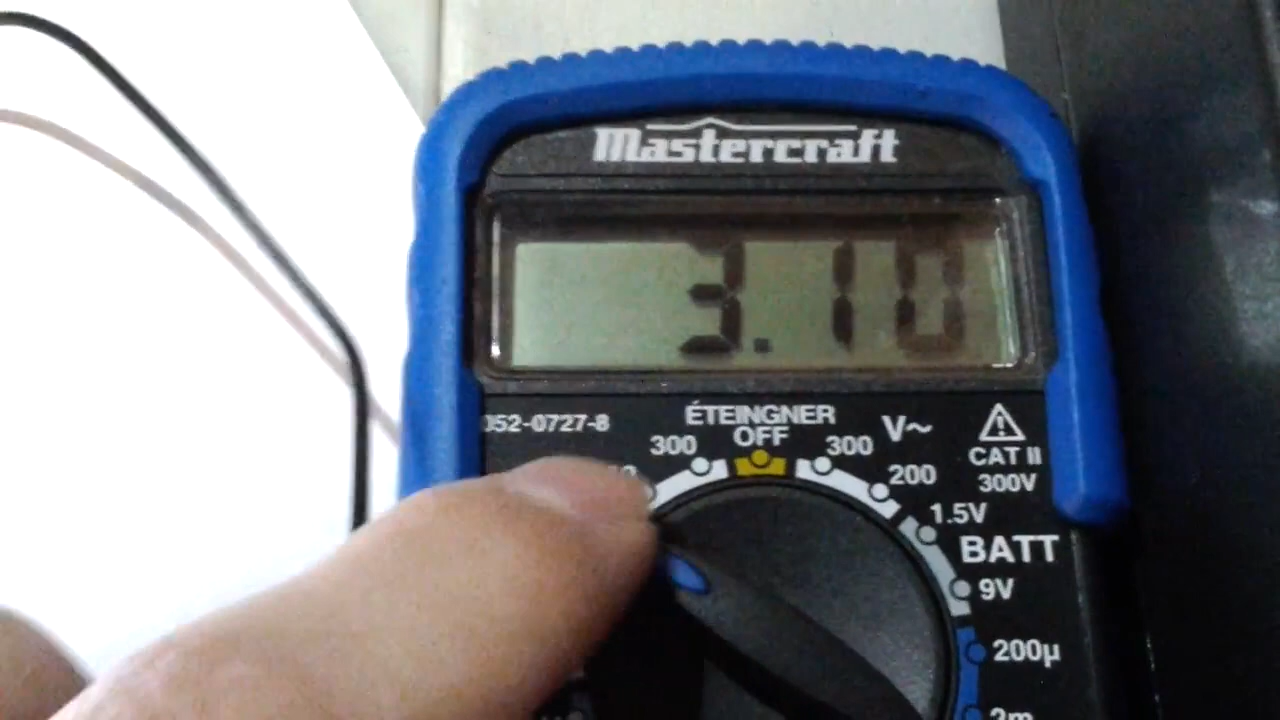 Mastercraft
3.10
052-0727-8
ÉTEINGNER
OFF
300
300
V~
200
CAT II
300V
1.5V
BATT
9V
200µ
2m